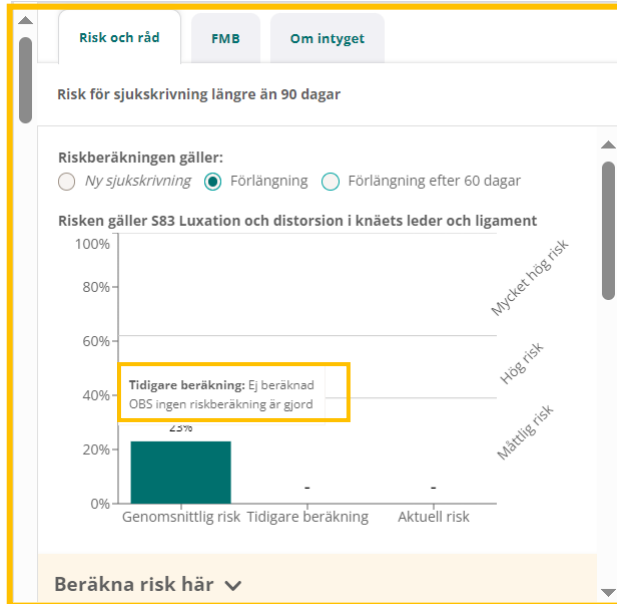 Risk och råd
FMB
Om intyget
Risk för sjukskrivning längre än 90 dagar
Riskberäkningen gäller:
Ny sjukskrivning
Förlängning
Förlängning efter 60 dagar
Risken gäller S83 Luxation och distorsion i knäets leder och ligament
100%
80%
60%
40%
20%
0%
Mycket hög risk
Hög risk
Måttlig risk
Tidigare beräkning: Ej beräknad
OBS ingen riskberäkning är gjord
23%
-
-
Genomsnittlig risk
Tidigare beräkning
Aktuell risk
Beräkna risk här